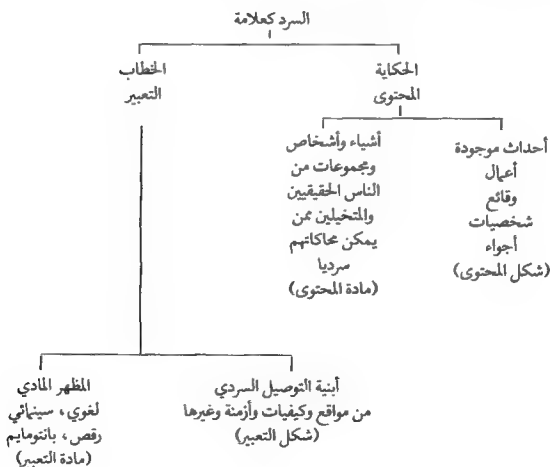 السرد كعلامة
الحكاية
المحتوى
الخطاب
التعبير
أحداث موجودة
أعمال
وقائع
شخصيات
أجواء
(شكل المحتوى)
أشياء وأشخاص
ومجموعات من
الناس الحقيقيين
والمتخيلين ممن
يمكن محاكاتهم
سرديا
(مادة المحتوى)
أبنية التوصيل السردي
من مواقع وكيفيات وأزمنة وغيرها
(شكل التعبير)
المظهر المادي
لغوي، سينمائي
رقص، بانتومايم
(مادة التعبير)